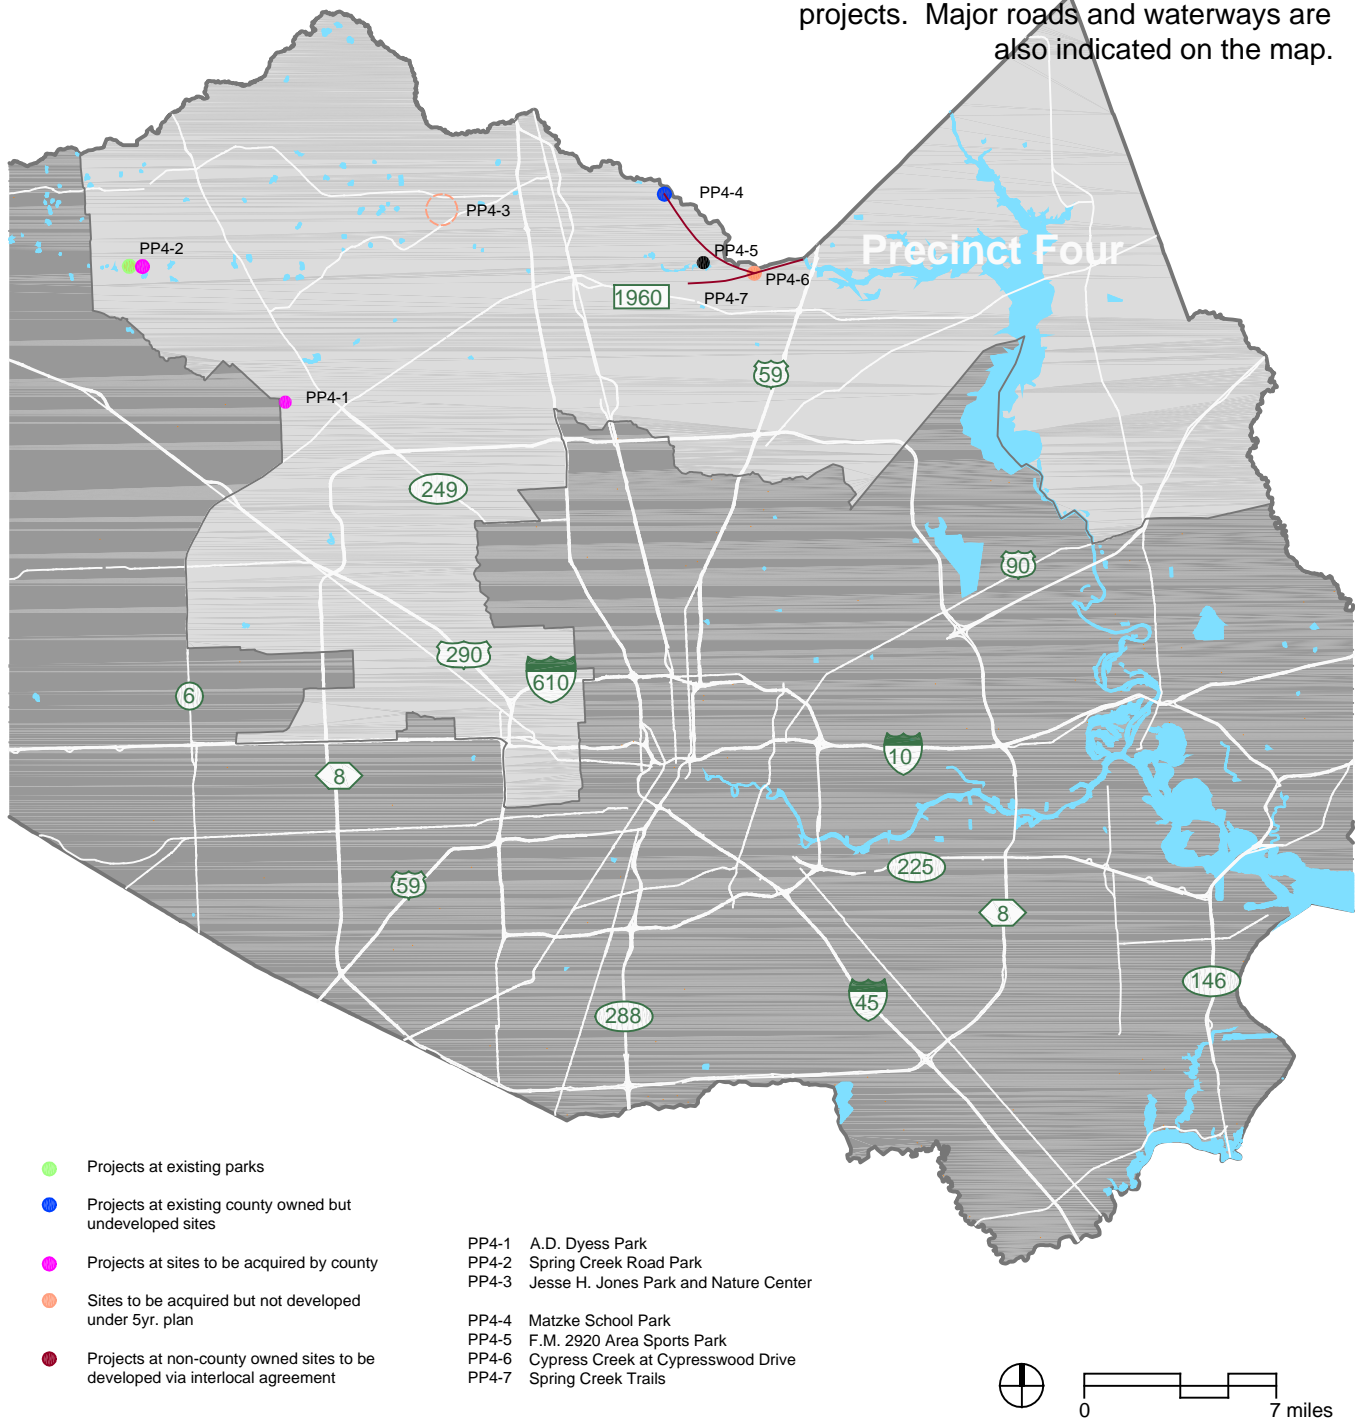 projects.  Major roads and waterways are
also indicated on the map.
PP4-4
PP4-3
Precinct Four
PP4-2
PP4-5
PP4-6
PP4-7
1960
59
PP4-1
249
90
290
610
6
10
8
225
59
8
146
45
288
Projects at existing parks
Projects at existing county owned but
undeveloped sites
Projects at sites to be acquired by county
Sites to be acquired but not developed
under 5yr. plan
Projects at non-county owned sites to be
developed via interlocal agreement
PP4-1 A.D. Dyess Park
PP4-2 Spring Creek Road Park
PP4-3 Jesse H. Jones Park and Nature Center
PP4-4 Matzke School Park
PP4-5 F.M. 2920 Area Sports Park
PP4-6 Cypress Creek at Cypresswood Drive
PP4-7 Spring Creek Trails
0 7 miles